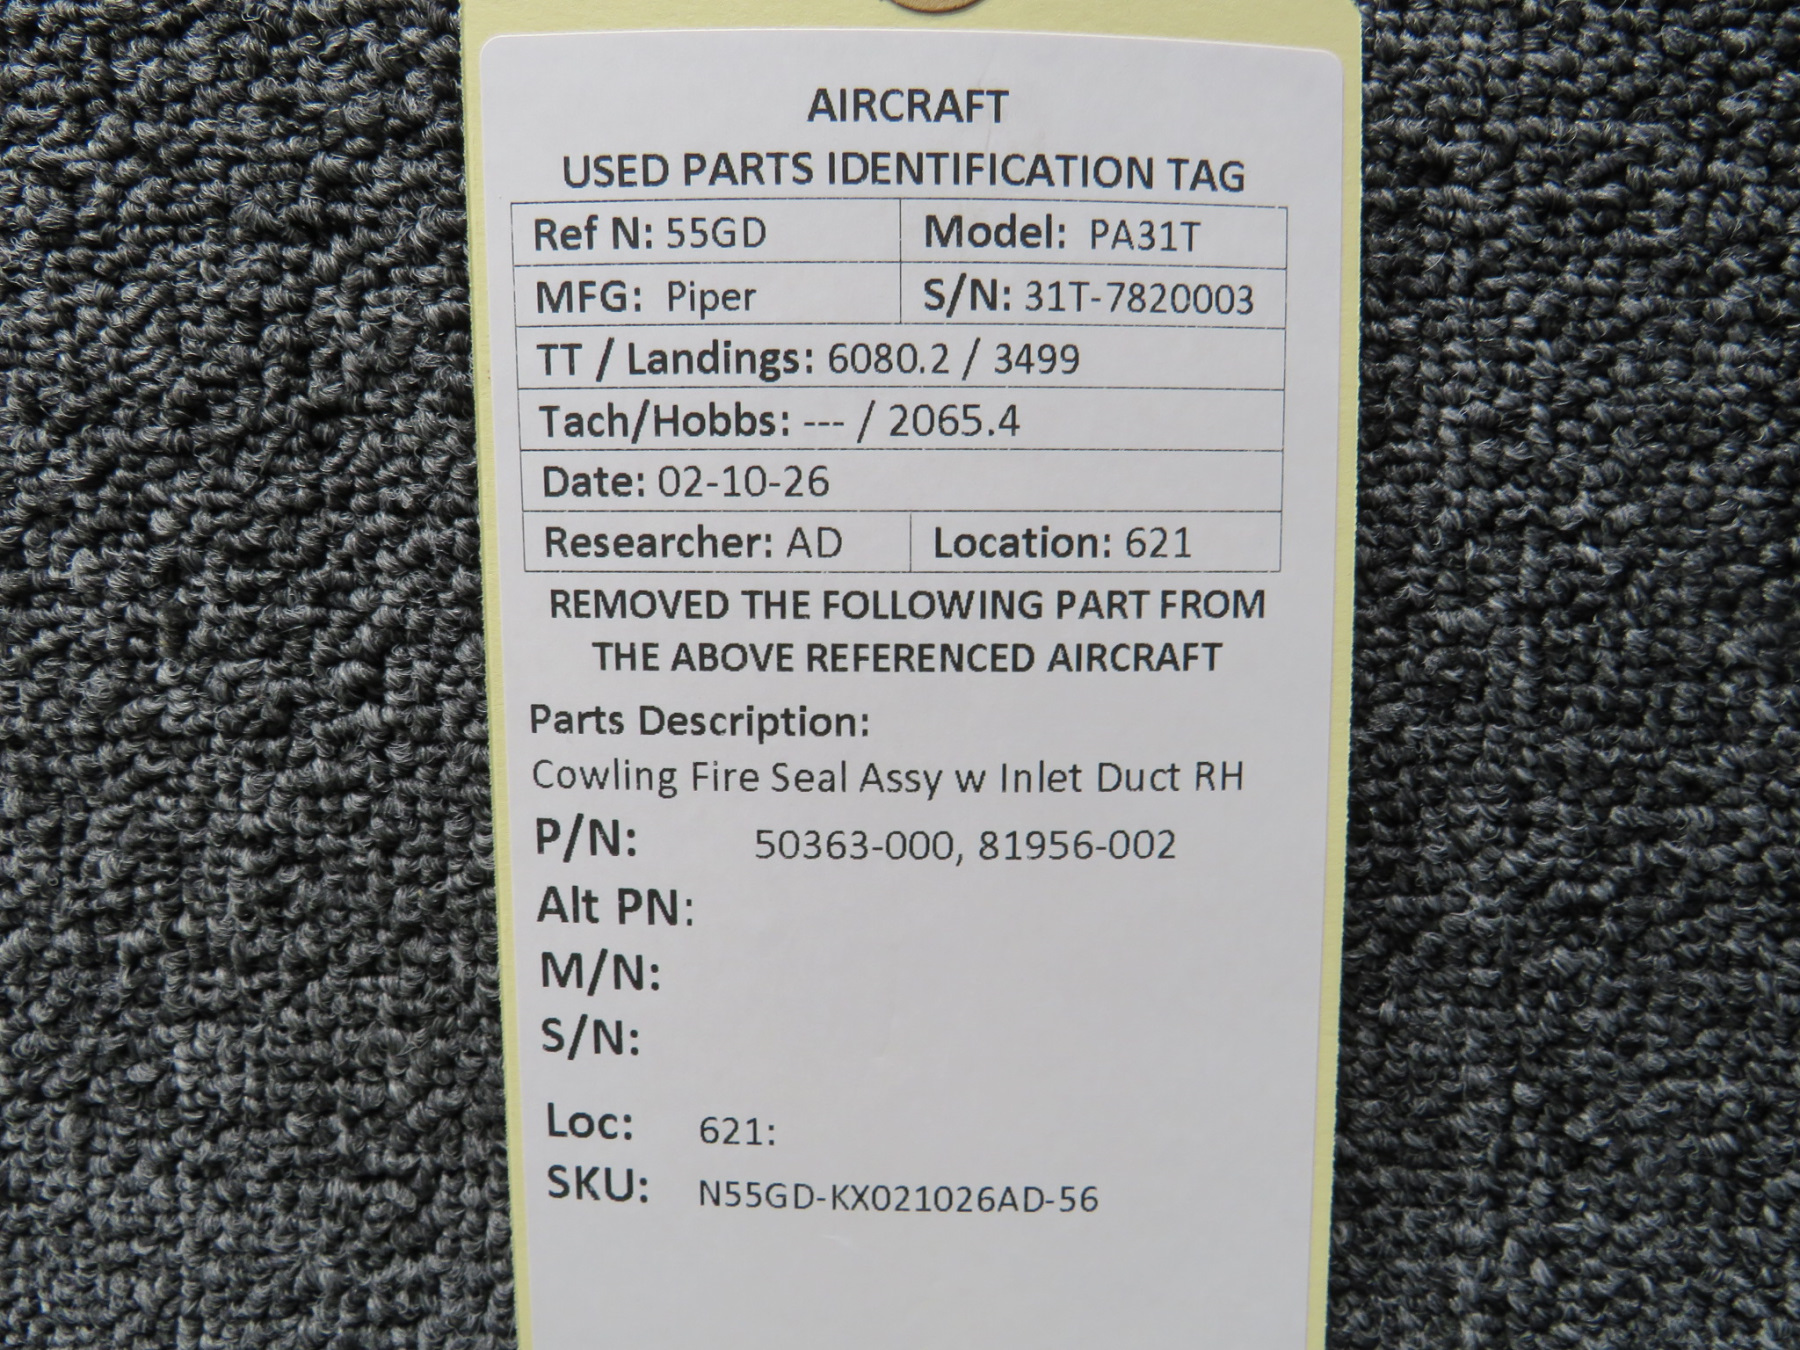 AIRCRAFT
USED PARTS IDENTIFICATION TAG
Ref N: 55GD Model: PA31T
MFG: Piper S/N: 31T-7820003
TT / Landings: 6080.2 / 3499
Tach/Hobbs: --- / 2065.4
Date: 02-10-26
Researcher: AD Location: 621
REMOVED THE FOLLOWING PART FROM
THE ABOVE REFERENCED AIRCRAFT
Parts Description:
Cowling Fire Seal Assy w Inlet Duct RH
P/N: 50363-000, 81956-002
Alt PN:
M/N:
S/N:
Loc: 621:
SKU: N55GD-KX021026AD-56